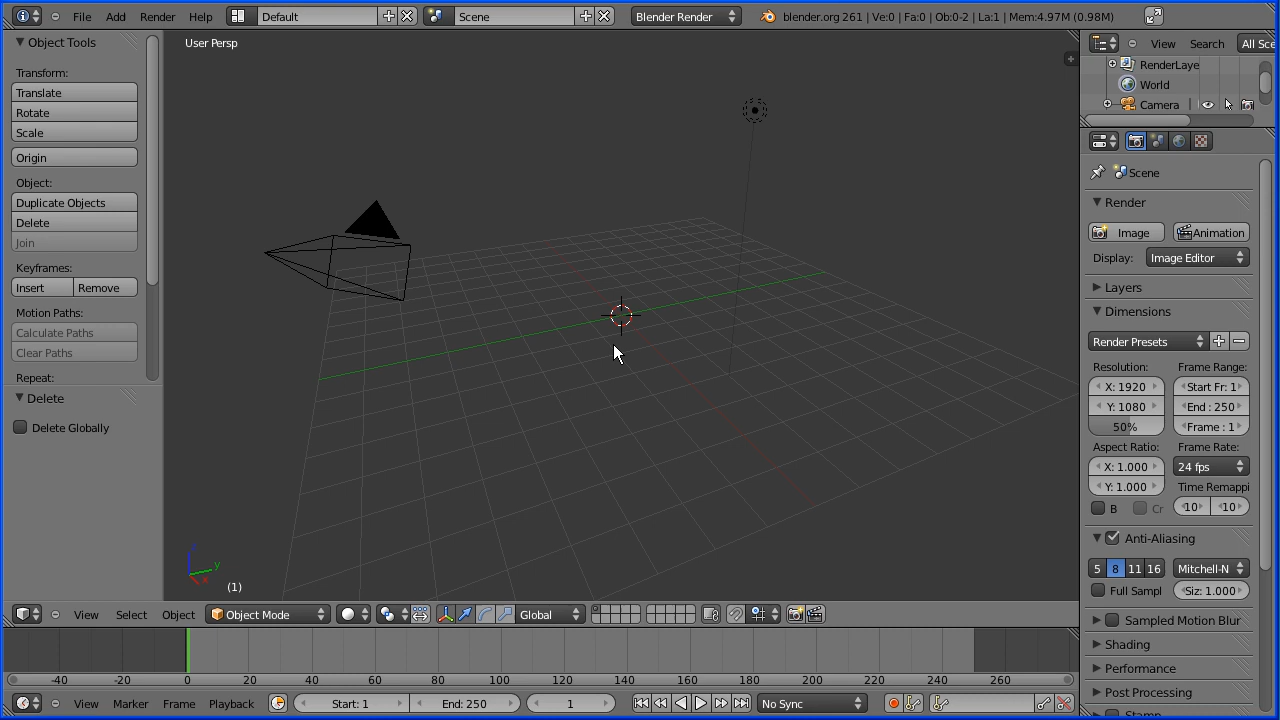 File Add Render Help Default Scene Blender Render blender.org 261 | Ve:0 | Fa:0 | Ob:0-2 | La:1 | Mem:4.97M (0.98M)
Object Tools
Transform:
Translate
Rotate
Scale
Origin
Object:
Duplicate Objects
Delete
Join
Keyframes:
Insert Remove
Motion Paths:
Calculate Paths
Clear Paths
Repeat:
Delete
Delete Globally
User Persp
z
y
x
(1)
View Search All Sce
RenderLaye
World
Camera
Scene
Render
Image Animation
Display: Image Editor
Layers
Dimensions
Render Presets
Resolution: Frame Range:
X: 1920 Start Fr: 1
Y: 1080 End : 250
50% Frame : 1
Aspect Ratio: Frame Rate:
X: 1.000 24 fps
Y: 1.000 Time Remappi
B Cr 10 10
Anti-Aliasing
5 8 11 16 Mitchell-N
Full Sampl Siz: 1.000
Sampled Motion Blur
Shading
Performance
Post Processing
Stamp
View Select Object Object Mode Global
-40 -20 0 20 40 60 80 100 120 140 160 180 200 220 240 260
View Marker Frame Playback Start: 1 End: 250 1 No Sync